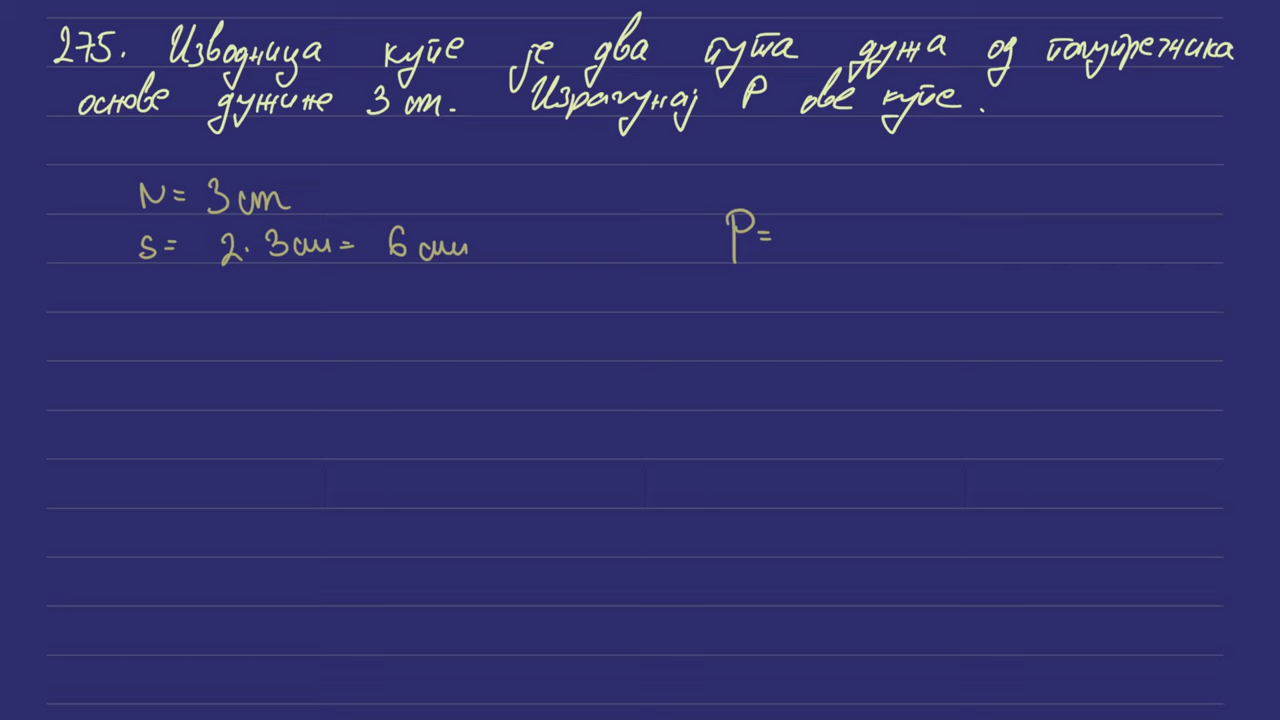 275. Изводница купе је два пута дужа од полупречника
основе дужине 3 cm. Израчунај P ове купе.
r = 3 cm
s = 2 · 3 cm = 6 cm
P =